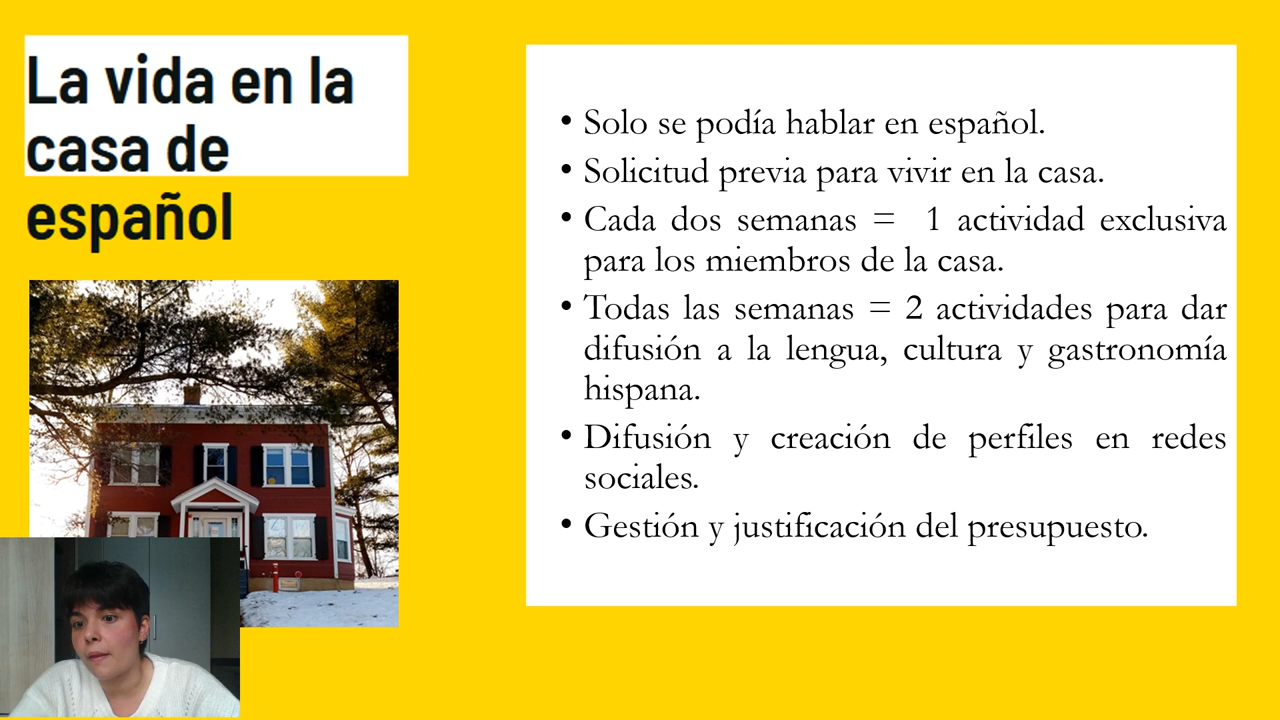 La vida en la
casa de
español
• Solo se podía hablar en español.
• Solicitud previa para vivir en la casa.
• Cada dos semanas = 1 actividad exclusiva
para los miembros de la casa.
• Todas las semanas = 2 actividades para dar
difusión a la lengua, cultura y gastronomía
hispana.
• Difusión y creación de perfiles en redes
sociales.
• Gestión y justificación del presupuesto.